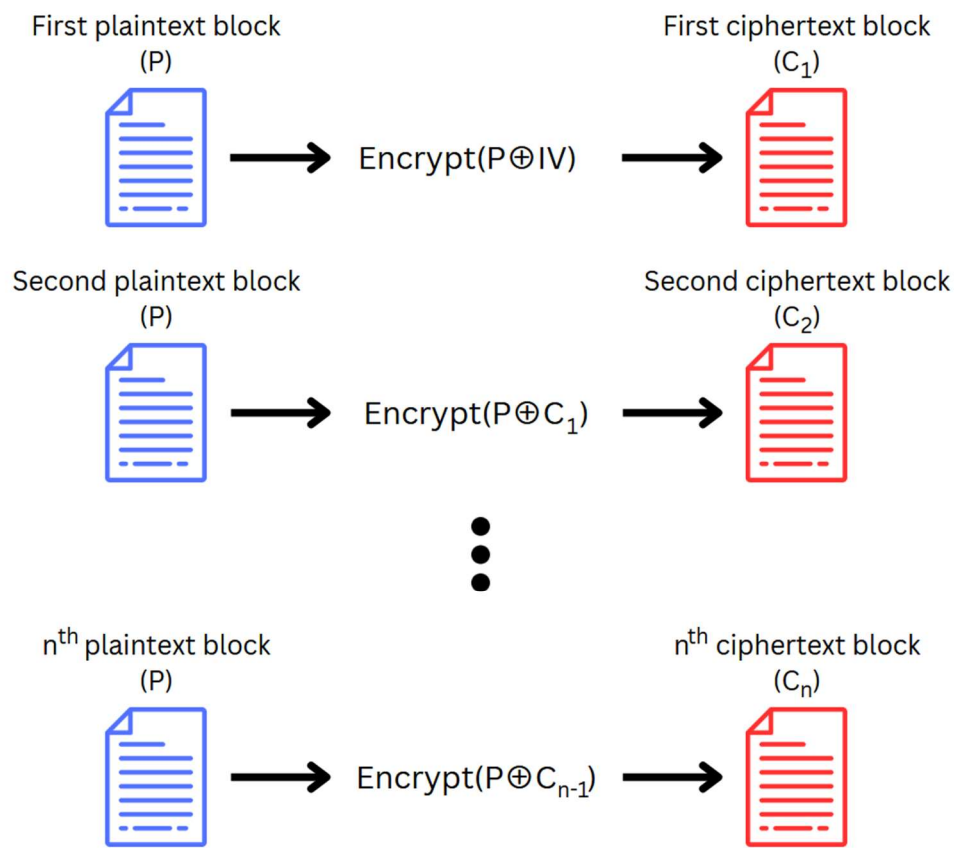 First plaintext block
(P)
First ciphertext block
(C₁)
Encrypt(P⊕IV)
Second plaintext block
(P)
Second ciphertext block
(C₂)
Encrypt(P⊕C₁)
nᵗʰ plaintext block
(P)
nᵗʰ ciphertext block
(Cₙ)
Encrypt(P⊕Cₙ₋₁)